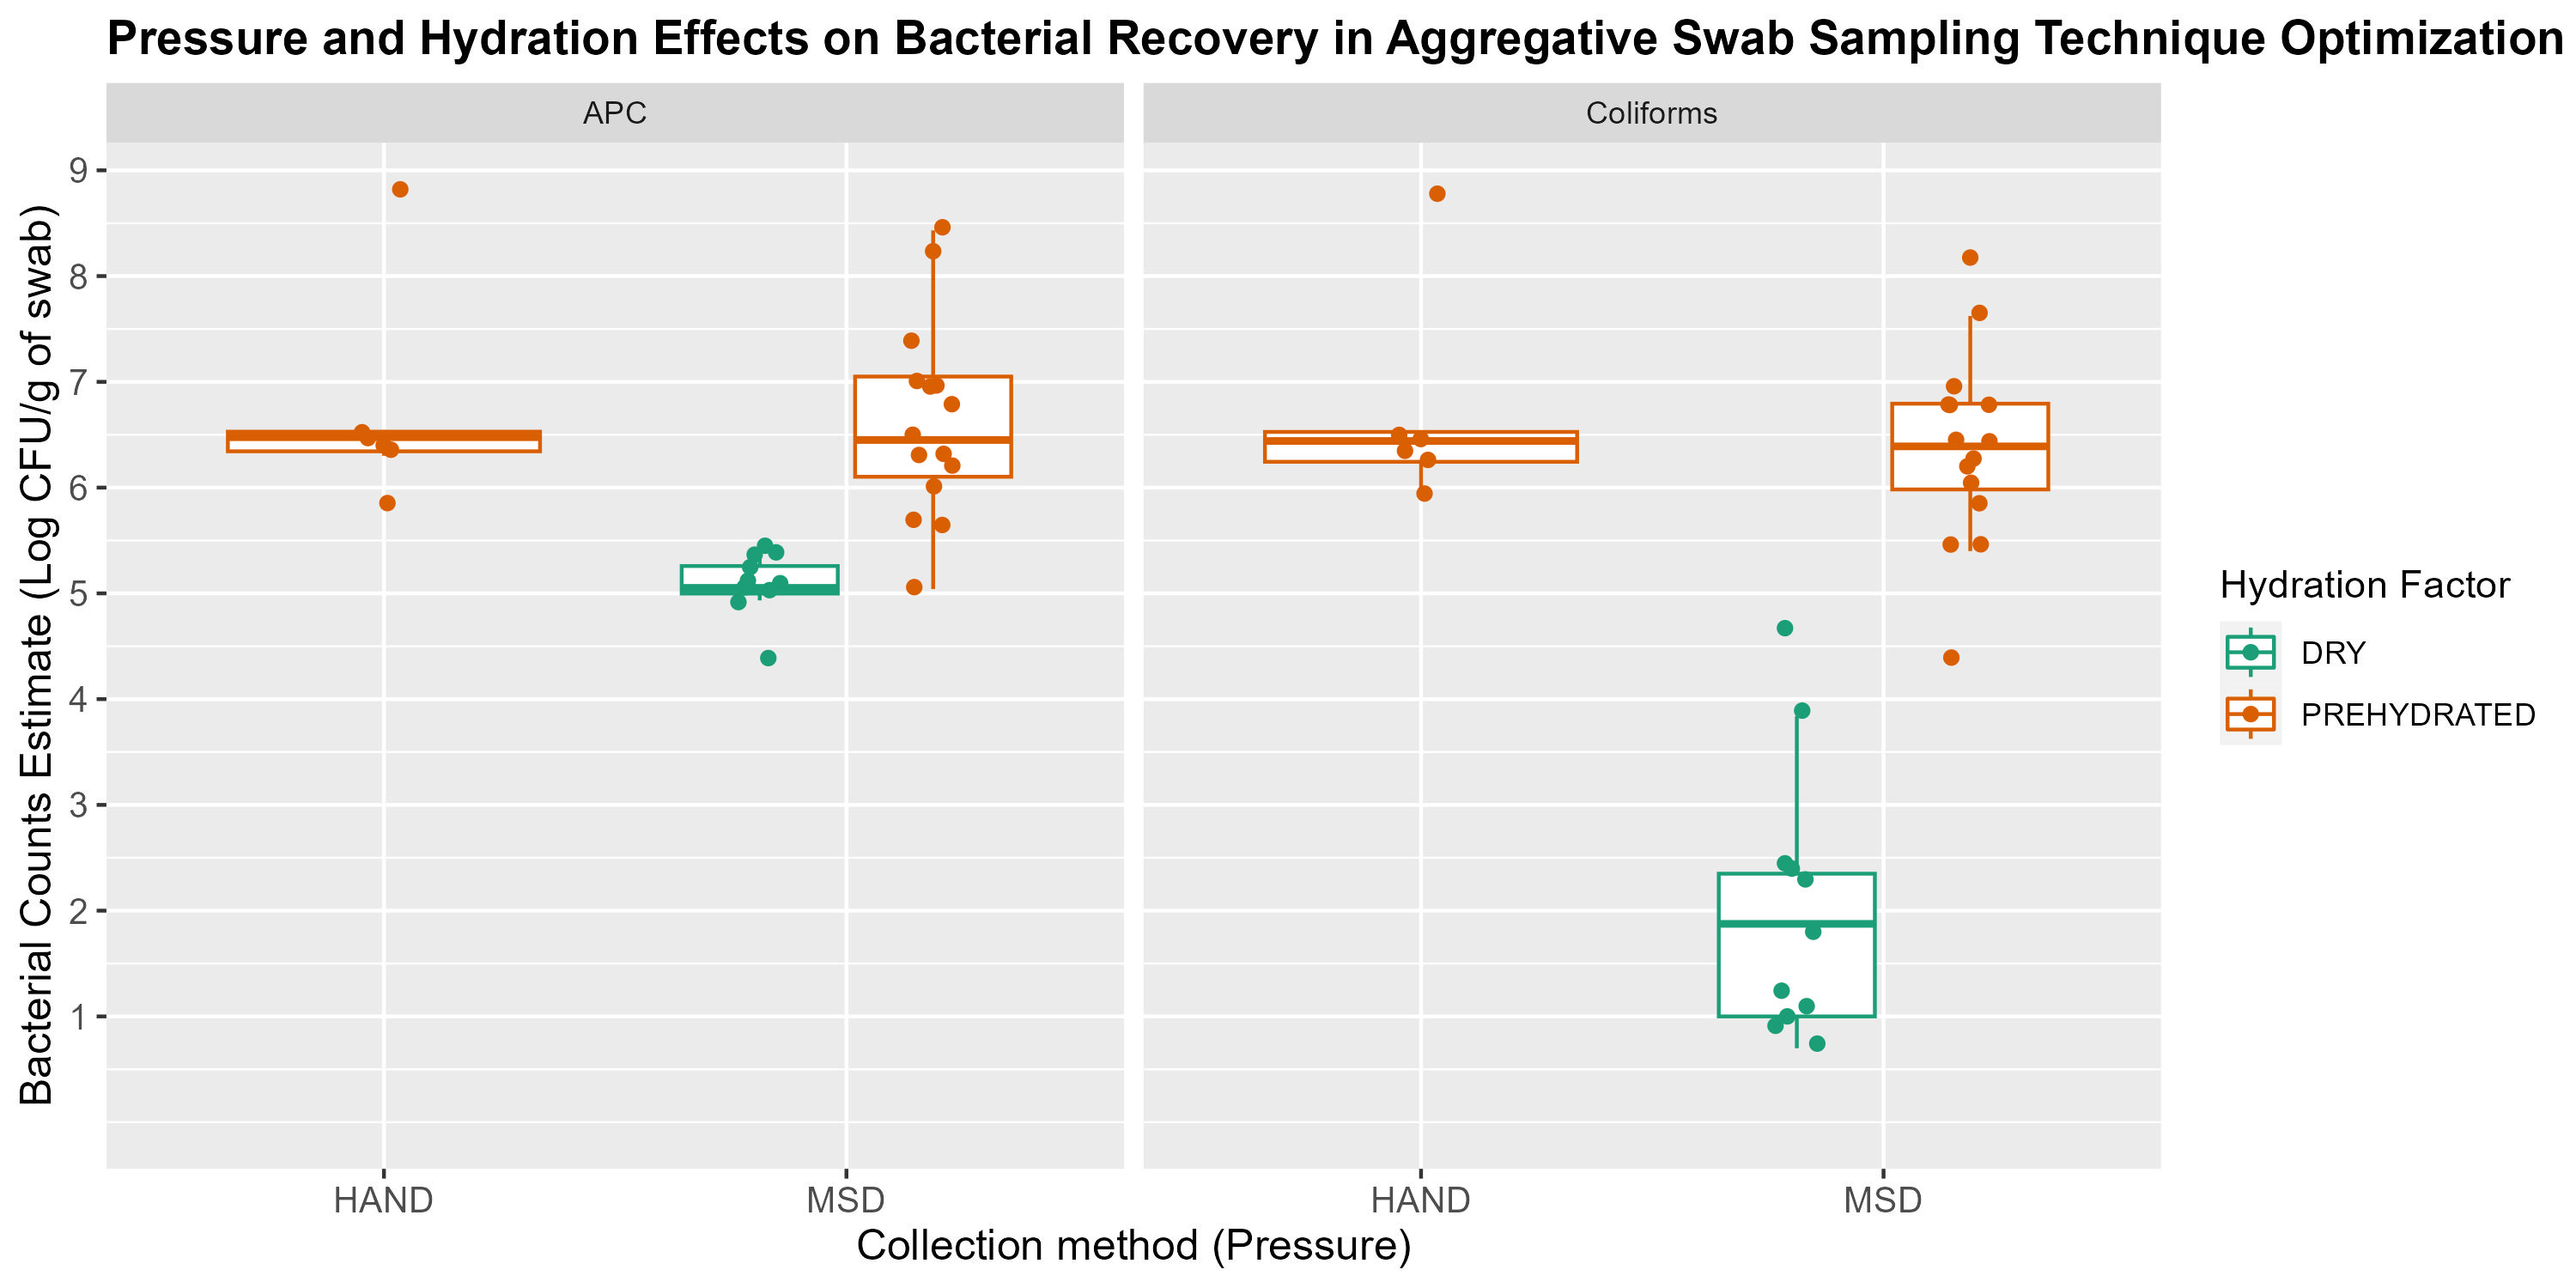 Pressure and Hydration Effects on Bacterial Recovery in Aggregative Swab Sampling Technique Optimization
APC
Coliforms
Bacterial Counts Estimate (Log CFU/g of swab)
9
8
7
6
5
4
3
2
1
HAND
MSD
HAND
MSD
Collection method (Pressure)
Hydration Factor
DRY
PREHYDRATED